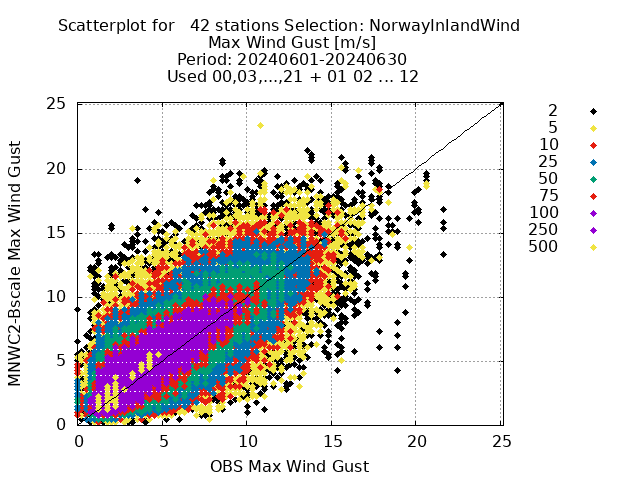 Scatterplot for 42 stations Selection: NorwayInlandWind
Max Wind Gust [m/s]
Period: 20240601-20240630
Used 00,03,...,21 + 01 02 ... 12
25
20
15
10
5
0
MNWC2-Bscale Max Wind Gust
0 5 10 15 20 25
OBS Max Wind Gust
2
5
10
25
50
75
100
250
500